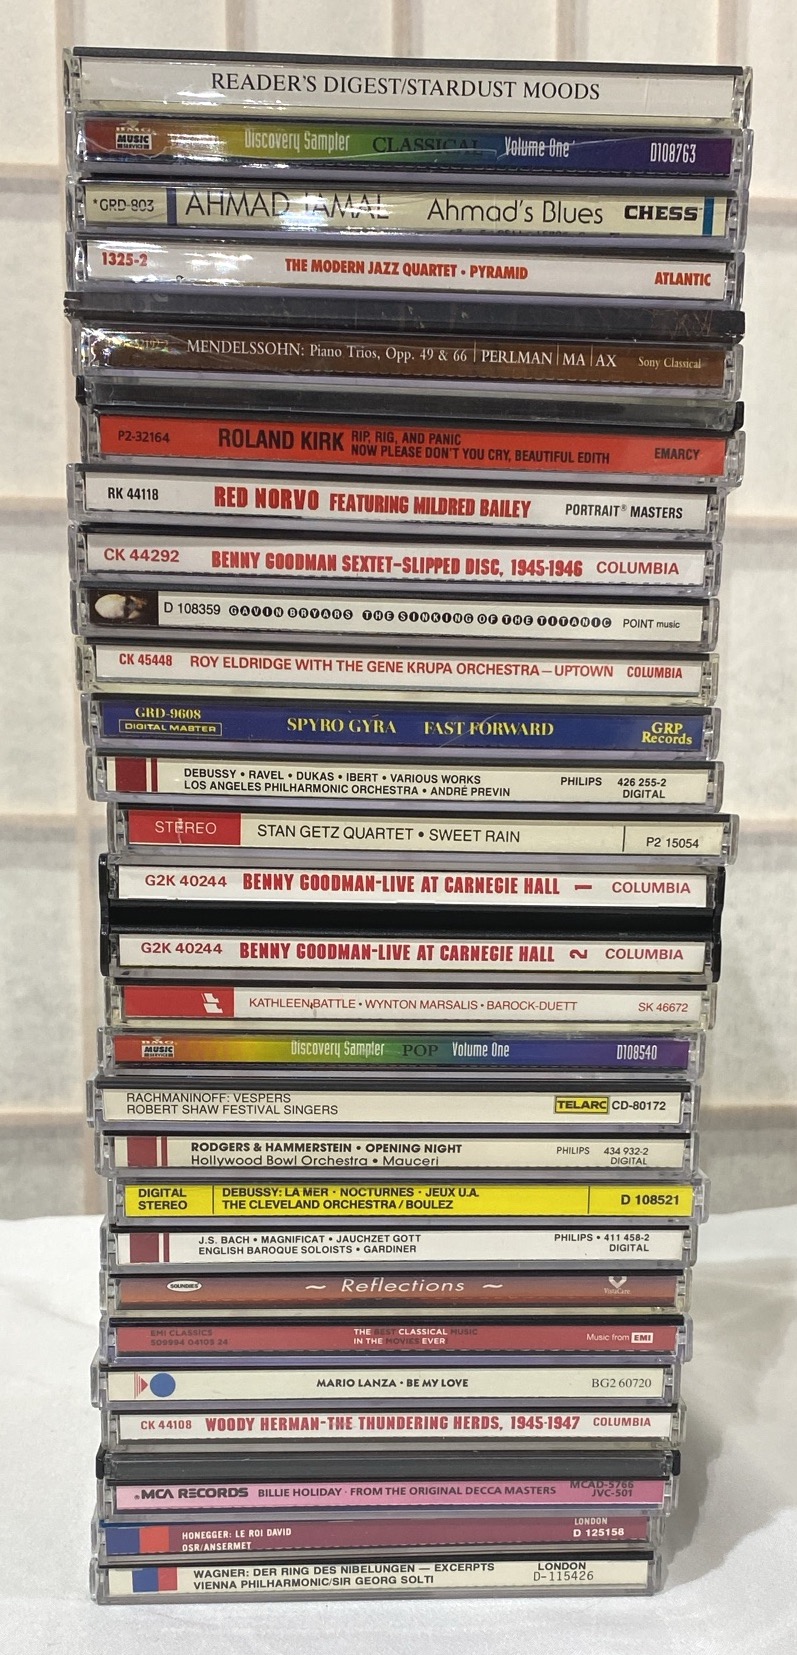 READER'S DIGEST/STARDUST MOODS
BMG MUSIC SERVICE Discovery Sampler CLASSICAL Volume One D108763
*GRD-803 AHMAD JAMAL Ahmad's Blues CHESS
1325-2 THE MODERN JAZZ QUARTET • PYRAMID ATLANTIC
MENDELSSOHN: Piano Trios, Opp. 49 & 66 | PERLMAN | MA | AX Sony Classical
P2-32164 ROLAND KIRK RIP, RIG, AND PANIC
NOW PLEASE DON'T YOU CRY, BEAUTIFUL EDITH EMARCY
RK 44118 RED NORVO FEATURING MILDRED BAILEY PORTRAIT® MASTERS
CK 44292 BENNY GOODMAN SEXTET–SLIPPED DISC, 1945-1946 COLUMBIA
D 108359 GAVIN BRYARS THE SINKING OF THE TITANIC POINT music
CK 45448 ROY ELDRIDGE WITH THE GENE KRUPA ORCHESTRA—UPTOWN COLUMBIA
GRD-9608
DIGITAL MASTER SPYRO GYRA FAST FORWARD GRP Records
DEBUSSY • RAVEL • DUKAS • IBERT • VARIOUS WORKS PHILIPS 426 255-2
LOS ANGELES PHILHARMONIC ORCHESTRA • ANDRÉ PREVIN DIGITAL
STEREO STAN GETZ QUARTET • SWEET RAIN P2 15054
G2K 40244 BENNY GOODMAN-LIVE AT CARNEGIE HALL 1 COLUMBIA
G2K 40244 BENNY GOODMAN-LIVE AT CARNEGIE HALL 2 COLUMBIA
KATHLEEN BATTLE • WYNTON MARSALIS • BAROCK-DUETT SK 46672
BMG MUSIC SERVICE Discovery Sampler POP Volume One D108540
RACHMANINOFF: VESPERS
ROBERT SHAW FESTIVAL SINGERS TELARC CD-80172
RODGERS & HAMMERSTEIN • OPENING NIGHT PHILIPS 434 932-2
Hollywood Bowl Orchestra • Mauceri DIGITAL
DIGITAL DEBUSSY: LA MER · NOCTURNES · JEUX U.A.
STEREO THE CLEVELAND ORCHESTRA / BOULEZ D 108521
J.S. BACH • MAGNIFICAT • JAUCHZET GOTT PHILIPS • 411 458-2
ENGLISH BAROQUE SOLOISTS • GARDINER DIGITAL
SOUNDIES ~ Reflections ~ VistaCare
EMI CLASSICS THE BEST CLASSICAL MUSIC
509994 04105 24 IN THE MOVIES EVER Music from EMI
MARIO LANZA • BE MY LOVE BG2 60720
CK 44108 WOODY HERMAN-THE THUNDERING HERDS, 1945-1947 COLUMBIA
MCA RECORDS BILLIE HOLIDAY · FROM THE ORIGINAL DECCA MASTERS MCAD-5766
JVC-501
HONEGGER: LE ROI DAVID LONDON
OSR/ANSERMET D 125158
WAGNER: DER RING DES NIBELUNGEN — EXCERPTS LONDON
VIENNA PHILHARMONIC/SIR GEORG SOLTI D-115426